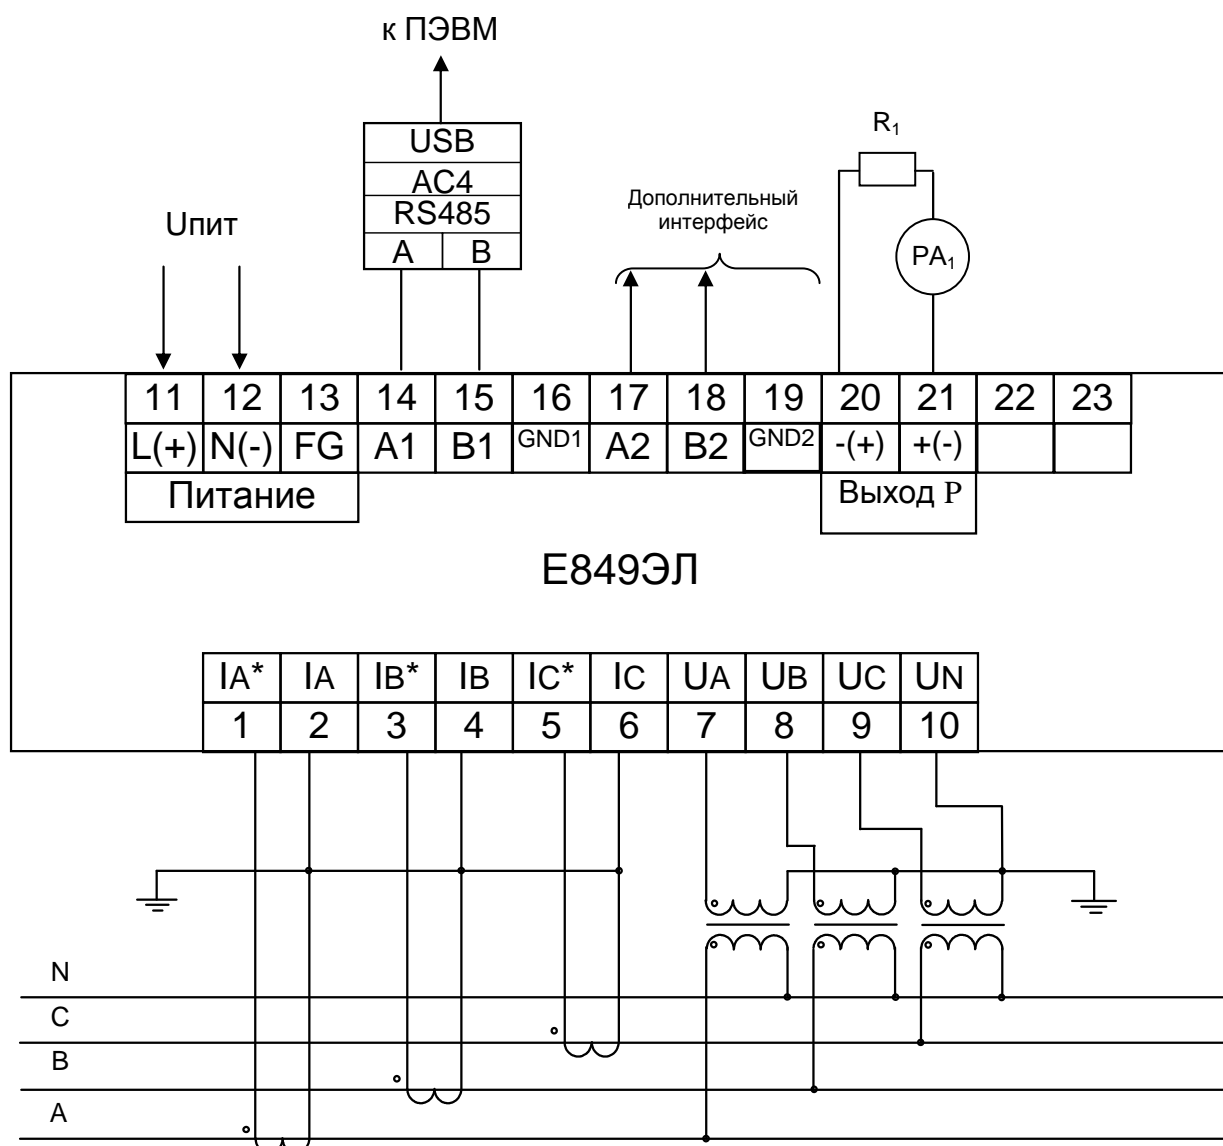 к ПЭВМ
USB
AC4
RS485
A B
R1
Дополнительный
интерфейс
Uпит
PA1
11 12 13 14 15 16 17 18 19 20 21 22 23
L(+) N(-) FG A1 B1 GND1 A2 B2 GND2 -(+) +(-)
Питание
Выход P
E849ЭЛ
IA* IA IB* IB IC* IC UA UB UC UN
1 2 3 4 5 6 7 8 9 10
N
C
B
A